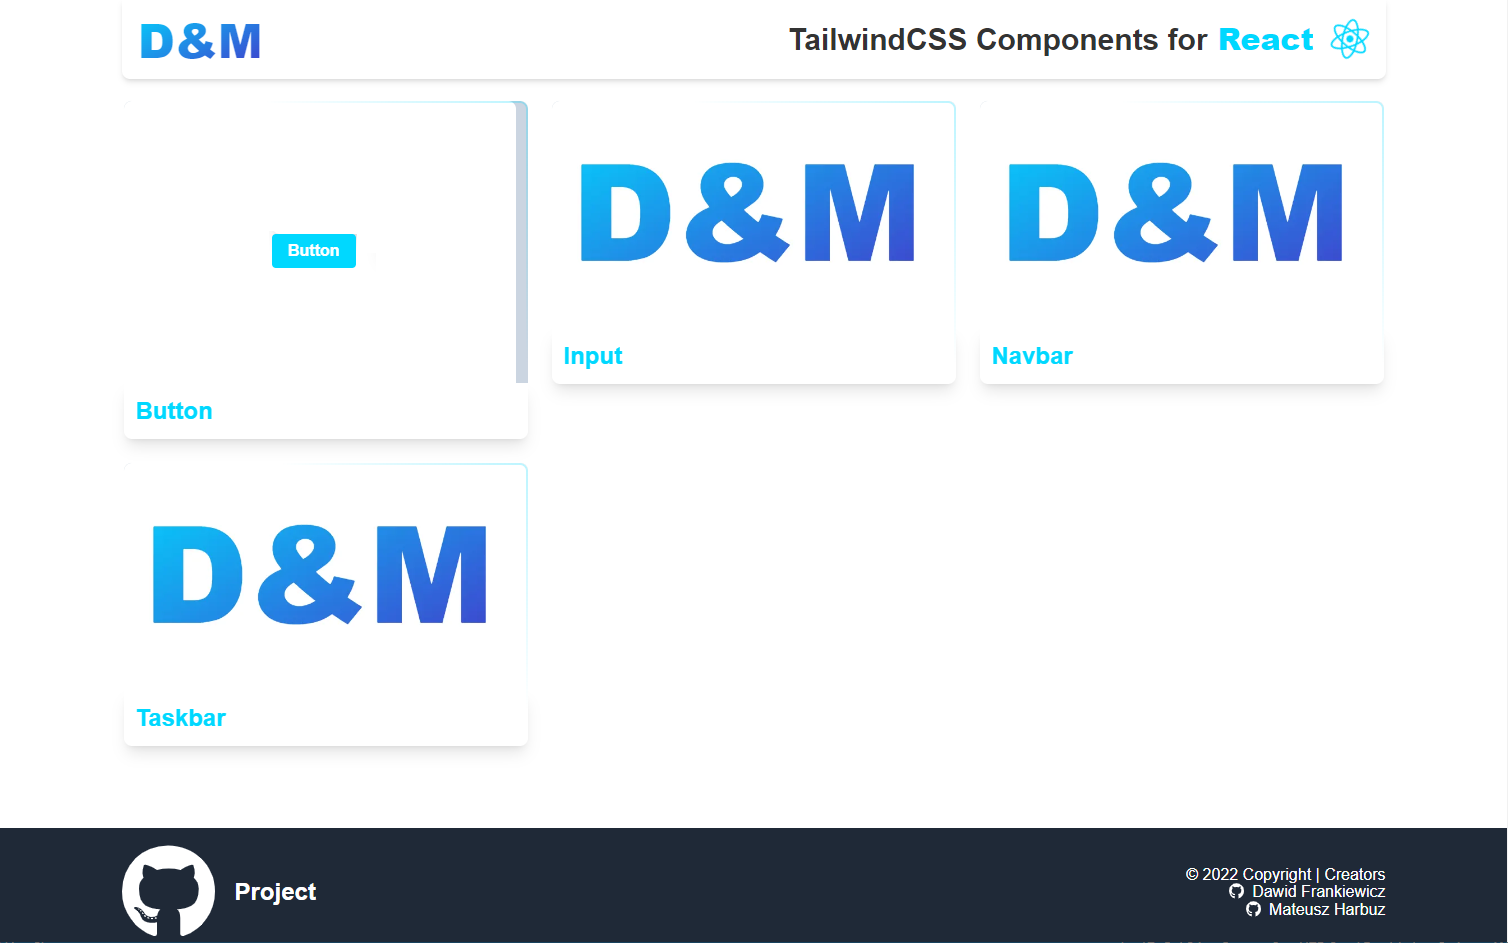 D&M
TailwindCSS Components for React
Button
D&M
D&M
Input
Navbar
Button
D&M
Taskbar
Project
© 2022 Copyright | Creators
Dawid Frankiewicz
Mateusz Harbuz